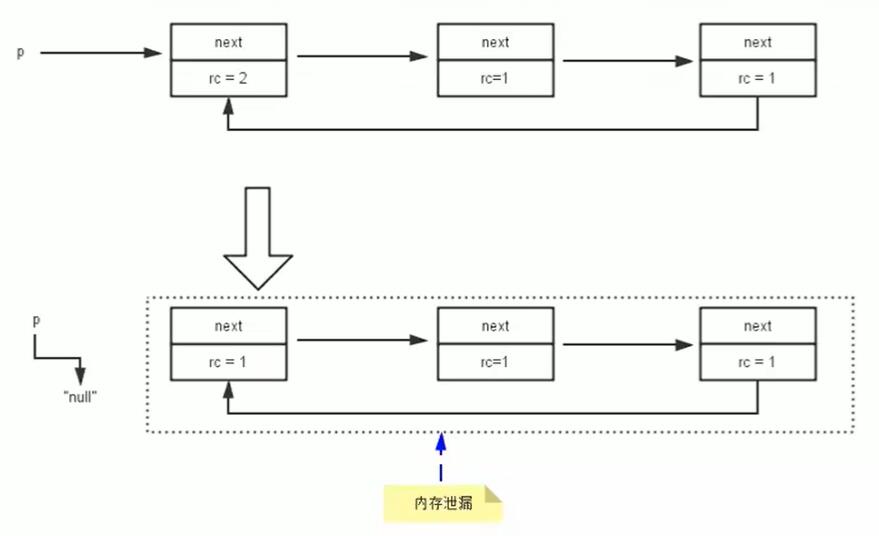 p
next
next
next
rc = 2
rc=1
rc = 1
p
next
next
next
rc = 1
rc=1
rc = 1
"null"
内存泄漏